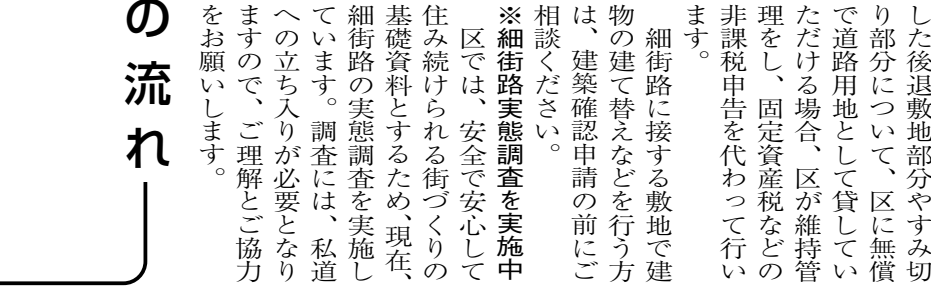 した後退敷地部分やすみ切
り部分について、区に無償
で道路用地として貸してい
ただける場合、区が維持管
理をし、固定資産税などの
非課税申告を代わって行い
ます。
細街路に接する敷地で建
物の建て替えなどを行う方
は、建築確認申請の前にご
相談ください。
※細街路実態調査を実施中
区では、安全で安心して
住み続けられる街づくりの
基礎資料とするため、現在、
細街路の実態調査を実施し
ています。調査には、私道
への立ち入りが必要となり
ますので、ご理解とご協力
をお願いします。
の流れ